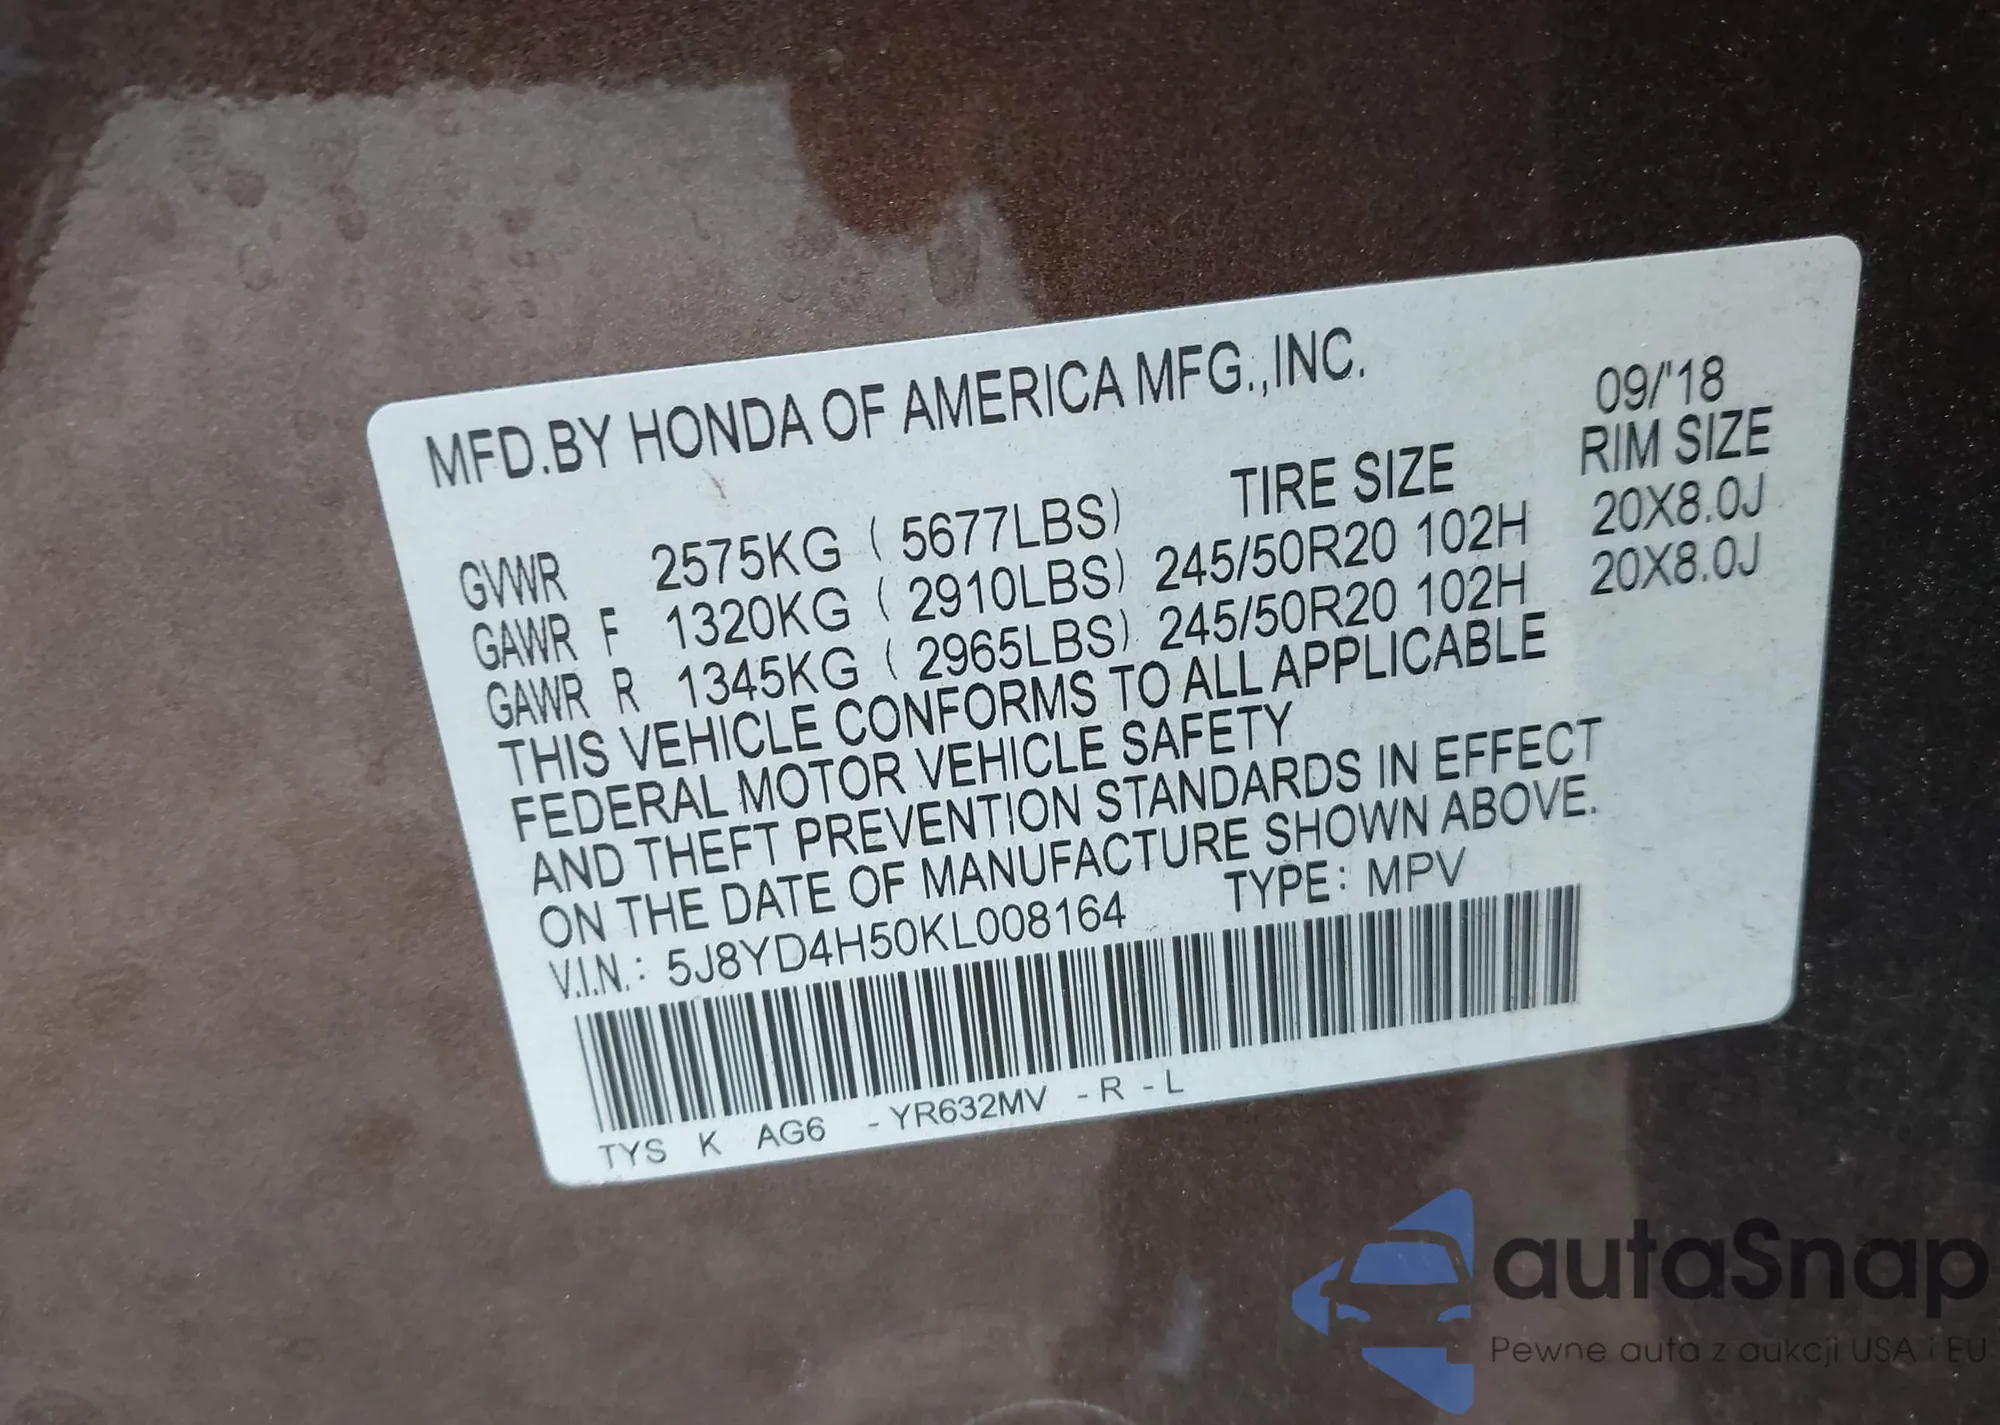 MFD.BY HONDA OF AMERICA MFG.,INC. 09/'18
TIRE SIZE RIM SIZE
GVWR 2575KG ( 5677LBS)
GAWR F 1320KG ( 2910LBS) 245/50R20 102H 20X8.0J
GAWR R 1345KG ( 2965LBS) 245/50R20 102H 20X8.0J
THIS VEHICLE CONFORMS TO ALL APPLICABLE
FEDERAL MOTOR VEHICLE SAFETY
AND THEFT PREVENTION STANDARDS IN EFFECT
ON THE DATE OF MANUFACTURE SHOWN ABOVE.
V.I.N.: 5J8YD4H50KL008164 TYPE: MPV
TYS K AG6 -YR632MV -R -L
autaSnap
Pewne auta z aukcji USA i EU